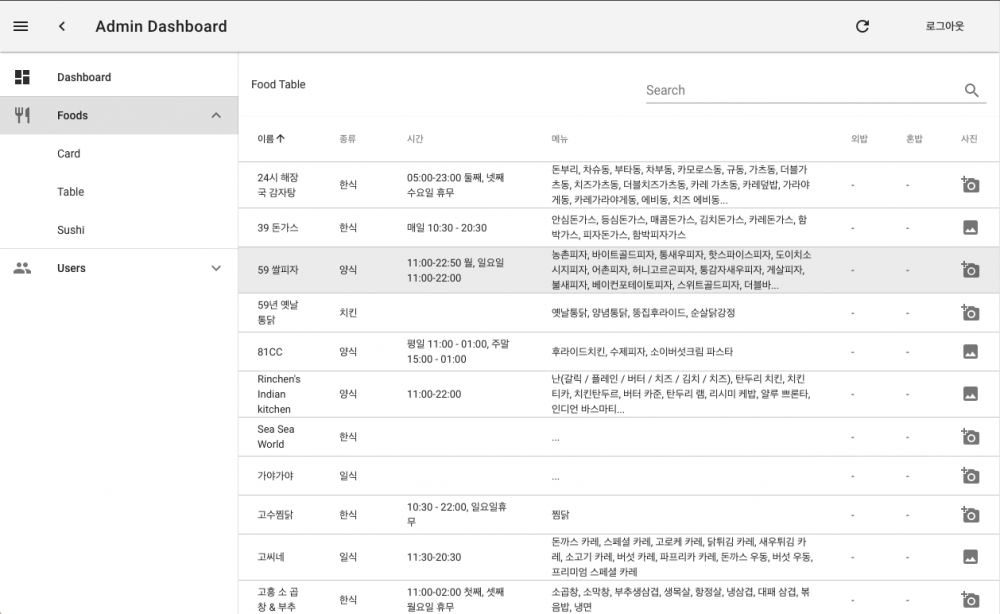 Admin Dashboard
로그아웃
Dashboard
Foods
Card
Table
Sushi
Users
Food Table
Search
이름 종류 시간 메뉴 외밥 혼밥 사진
24시 해장
국 감자탕
한식
05:00-23:00 둘째, 넷째
수요일 휴무
돈부리, 차슈동, 부타동, 차부동, 카모로스동, 규동, 가츠동, 더블가
츠동, 치즈가츠동, 더블치즈가츠동, 카레 가츠동, 카레덮밥, 가라아
게동, 카레가라아게동, 에비동, 치즈 에비동...
-
-
39 돈가스
한식
매일 10:30 - 20:30
안심돈가스, 등심돈가스, 매콤돈가스, 김치돈가스, 카레돈가스, 함
박가스, 피자돈가스, 함박피자가스
-
-
59 쌀피자
양식
11:00-22:50 월, 일요일
11:00-22:00
농촌피자, 바이트골드피자, 통새우피자, 핫스파이스피자, 도이치소
시지피자, 어촌피자, 허니고르곤피자, 통감자새우피자, 게살피자,
불새피자, 베이컨포테이토피자, 스위트골드피자, 더블바...
-
-
59년 옛날
통닭
치킨
옛날통닭, 양념통닭, 똥집후라이드, 순살닭강정
-
-
81CC
양식
평일 11:00 - 01:00, 주말
15:00 - 01:00
후라이드치킨, 수제피자, 소이버섯크림 파스타
-
-
Rinchen's
Indian
kitchen
양식
11:00-22:00
난(갈릭 / 플레인 / 버터 / 치즈 / 김치 / 치즈), 탄두리 치킨, 치킨
티카, 치킨탄두르, 버터 카준, 탄두리 램, 리시미 케밥, 얄루 쁘론타,
인디언 바스마티...
-
-
Sea Sea
World
한식
...
-
-
가야가야
일식
...
-
-
고수찜닭
한식
10:30 - 22:00, 일요일휴
무
찜닭
-
-
고씨네
일식
11:30-20:30
돈까스 카레, 스페셜 카레, 고로케 카레, 닭튀김 카레, 새우튀김 카
레, 소고기 카레, 버섯 카레, 파프리카 카레, 돈까스 우동, 버섯 우동,
프리미엄 스페셜 카레
-
-
고흥 소 곱
창 & 부추
한식
11:00-02:00 첫째, 셋째
월요일 휴무
소곱창, 소막창, 부추생삼겹, 생목살, 항정살, 냉삼겹, 대패 삼겹, 볶
음밥, 냉면
-
-